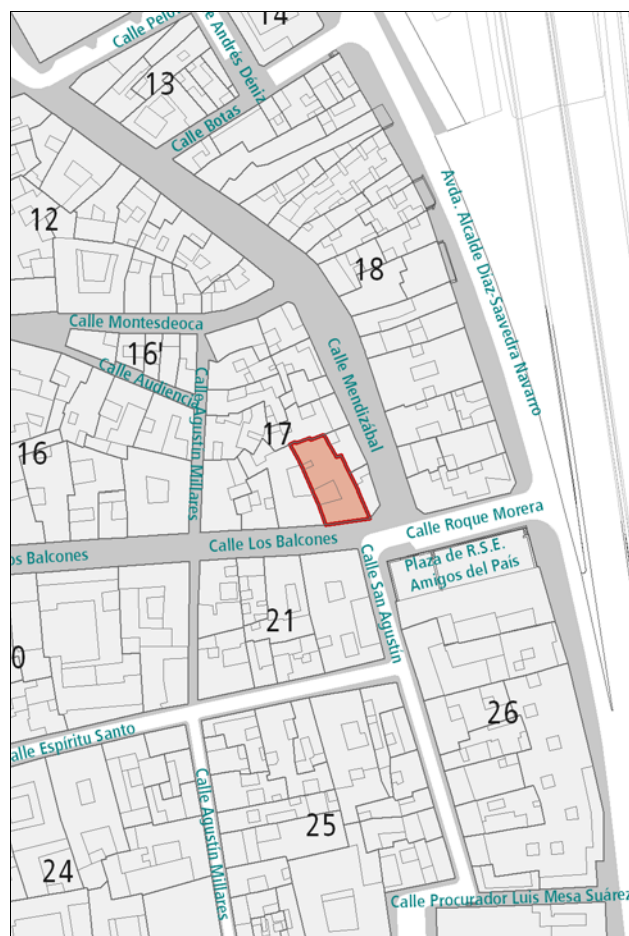 14
Calle Pelo
e Andrés Déniz
13
Calle Botas
12
18
Avda. Alcalde Díaz-Saavedra Navarro
Calle Montesdeoca
16'
Calle Audiencia
Calle Agustín Millares
Calle Mendizábal
17
16
Calle Roque Morera
os Balcones
Calle Los Balcones
Plaza de R.S.E.
Amigos del País
Calle San Agustín
21
0
26
alle Espíritu Santo
Calle Agustín Millares
25
24
Calle Procurador Luis Mesa Suárez